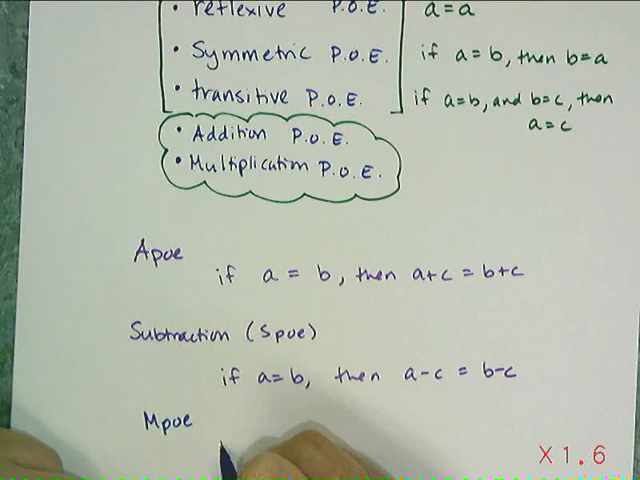 • reflexive P.O.E. a=a
• Symmetric P.O.E. if a=b, then b=a
• transitive P.O.E. if a=b, and b=c, then
a=c
• Addition P.O.E.
• Multiplication P.O.E.
Apoe
if a = b, then a+c = b+c
Subtraction (Spoe)
if a=b, then a-c = b-c
Mpoe
X1.6